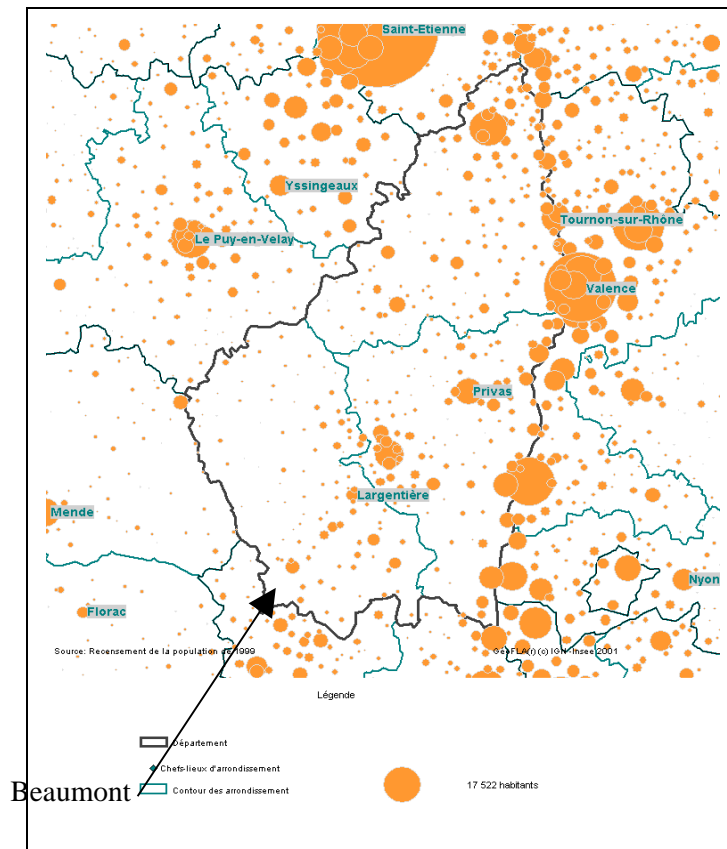 Saint-Etienne
Yssingeaux
Tournon-sur-Rhône
Le Puy-en-Velay
Valence
Privas
Largentière
Mende
Nyon
Florac
Source: Recensement de la population de 1999
GéoFLA(r) (c) IGN-Insee 2001
Légende
Département
Chefs-lieux d'arrondissement
Beaumont
Contour des arrondissement
17 522 habitants